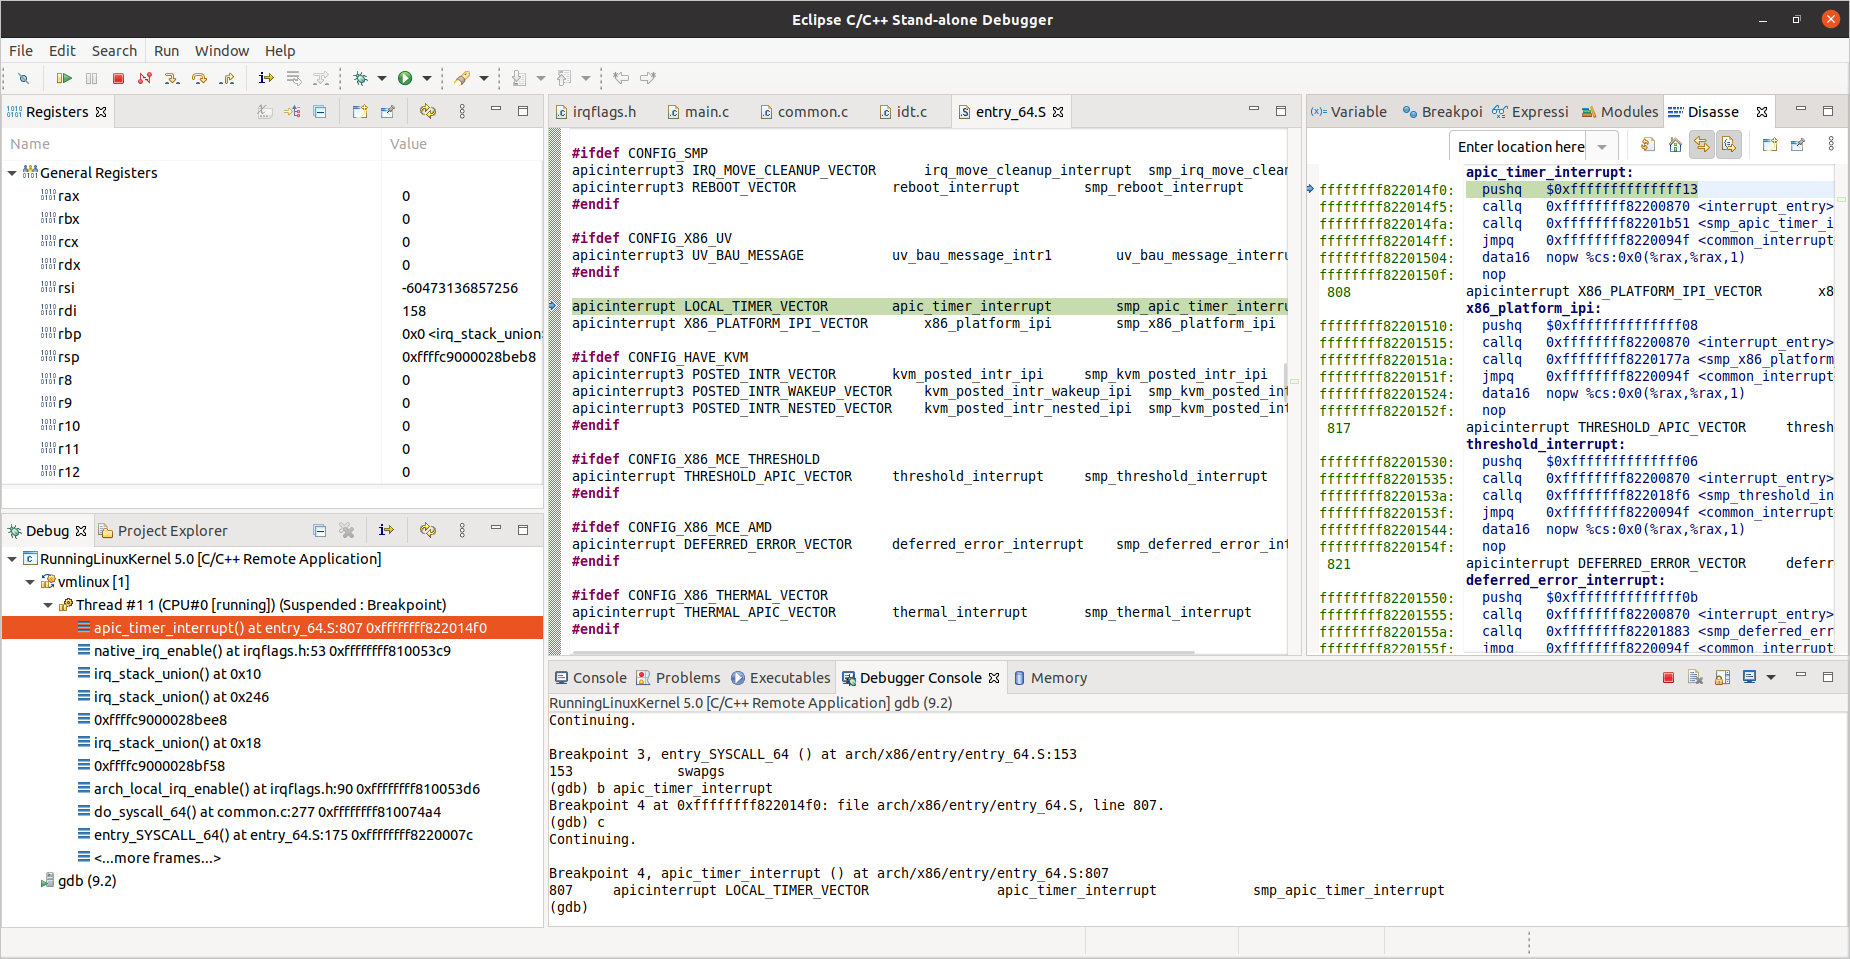 Eclipse C/C++ Stand-alone Debugger
File Edit Search Run Window Help
Registers
Name Value
General Registers
rax 0
rbx 0
rcx 0
rdx 0
rsi -60473136857256
rdi 158
rbp 0x0 <irq_stack_union>
rsp 0xffffc9000028beb8
r8 0
r9 0
r10 0
r11 0
r12 0
Debug Project Explorer
RunningLinuxKernel 5.0 [C/C++ Remote Application]
vmlinux [1]
Thread #1 1 (CPU#0 [running]) (Suspended : Breakpoint)
apic_timer_interrupt() at entry_64.S:807 0xffffffff822014f0
native_irq_enable() at irqflags.h:53 0xffffffff810053c9
irq_stack_union() at 0x10
irq_stack_union() at 0x246
0xffffc9000028bee8
irq_stack_union() at 0x18
0xffffc9000028bf58
arch_local_irq_enable() at irqflags.h:90 0xffffffff810053d6
do_syscall_64() at common.c:277 0xffffffff810074a4
entry_SYSCALL_64() at entry_64.S:175 0xffffffff8220007c
<...more frames...>
gdb (9.2)
irqflags.h main.c common.c idt.c entry_64.S
#ifdef CONFIG_SMP
apicinterrupt3 IRQ_MOVE_CLEANUP_VECTOR irq_move_cleanup_interrupt smp_irq_move_clean
apicinterrupt3 REBOOT_VECTOR reboot_interrupt smp_reboot_interrupt
#endif
#ifdef CONFIG_X86_UV
apicinterrupt3 UV_BAU_MESSAGE uv_bau_message_intr1 uv_bau_message_interru
#endif
apicinterrupt LOCAL_TIMER_VECTOR apic_timer_interrupt smp_apic_timer_interru
apicinterrupt X86_PLATFORM_IPI_VECTOR x86_platform_ipi smp_x86_platform_ipi
#ifdef CONFIG_HAVE_KVM
apicinterrupt3 POSTED_INTR_VECTOR kvm_posted_intr_ipi smp_kvm_posted_intr_ipi
apicinterrupt3 POSTED_INTR_WAKEUP_VECTOR kvm_posted_intr_wakeup_ipi smp_kvm_posted_int
apicinterrupt3 POSTED_INTR_NESTED_VECTOR kvm_posted_intr_nested_ipi smp_kvm_posted_int
#endif
#ifdef CONFIG_X86_MCE_THRESHOLD
apicinterrupt THRESHOLD_APIC_VECTOR threshold_interrupt smp_threshold_interrupt
#endif
#ifdef CONFIG_X86_MCE_AMD
apicinterrupt DEFERRED_ERROR_VECTOR deferred_error_interrupt smp_deferred_error_int
#endif
#ifdef CONFIG_X86_THERMAL_VECTOR
apicinterrupt THERMAL_APIC_VECTOR thermal_interrupt smp_thermal_interrupt
#endif
(x)= Variable Breakpoi Expressi Modules Disasse
Enter location here
apic_timer_interrupt:
ffffffff822014f0: pushq $0xffffffffffffff13
ffffffff822014f5: callq 0xffffffff82200870 <interrupt_entry>
ffffffff822014fa: callq 0xffffffff82201b51 <smp_apic_timer_i
ffffffff822014ff: jmpq 0xffffffff8220094f <common_interrupt
ffffffff82201504: data16 nopw %cs:0x0(%rax,%rax,1)
ffffffff8220150f: nop
808 apicinterrupt X86_PLATFORM_IPI_VECTOR x8
x86_platform_ipi:
ffffffff82201510: pushq $0xffffffffffffff08
ffffffff82201515: callq 0xffffffff82200870 <interrupt_entry>
ffffffff8220151a: callq 0xffffffff8220177a <smp_x86_platform
ffffffff8220151f: jmpq 0xffffffff8220094f <common_interrupt
ffffffff82201524: data16 nopw %cs:0x0(%rax,%rax,1)
ffffffff8220152f: nop
817 apicinterrupt THRESHOLD_APIC_VECTOR thresh
threshold_interrupt:
ffffffff82201530: pushq $0xffffffffffffff06
ffffffff82201535: callq 0xffffffff82200870 <interrupt_entry>
ffffffff8220153a: callq 0xffffffff822018f6 <smp_threshold_in
ffffffff8220153f: jmpq 0xffffffff8220094f <common_interrupt
ffffffff82201544: data16 nopw %cs:0x0(%rax,%rax,1)
ffffffff8220154f: nop
821 apicinterrupt DEFERRED_ERROR_VECTOR deferr
deferred_error_interrupt:
ffffffff82201550: pushq $0xffffffffffffff0b
ffffffff82201555: callq 0xffffffff82200870 <interrupt_entry>
ffffffff8220155a: callq 0xffffffff82201883 <smp_deferred_err
ffffffff8220155f: jmpq 0xffffffff8220094f <common_interrupt
Console Problems Executables Debugger Console Memory
RunningLinuxKernel 5.0 [C/C++ Remote Application] gdb (9.2)
Continuing.
Breakpoint 3, entry_SYSCALL_64 () at arch/x86/entry/entry_64.S:153
153 swapgs
(gdb) b apic_timer_interrupt
Breakpoint 4 at 0xffffffff822014f0: file arch/x86/entry/entry_64.S, line 807.
(gdb) c
Continuing.
Breakpoint 4, apic_timer_interrupt () at arch/x86/entry/entry_64.S:807
807 apicinterrupt LOCAL_TIMER_VECTOR apic_timer_interrupt smp_apic_timer_interrupt
(gdb)